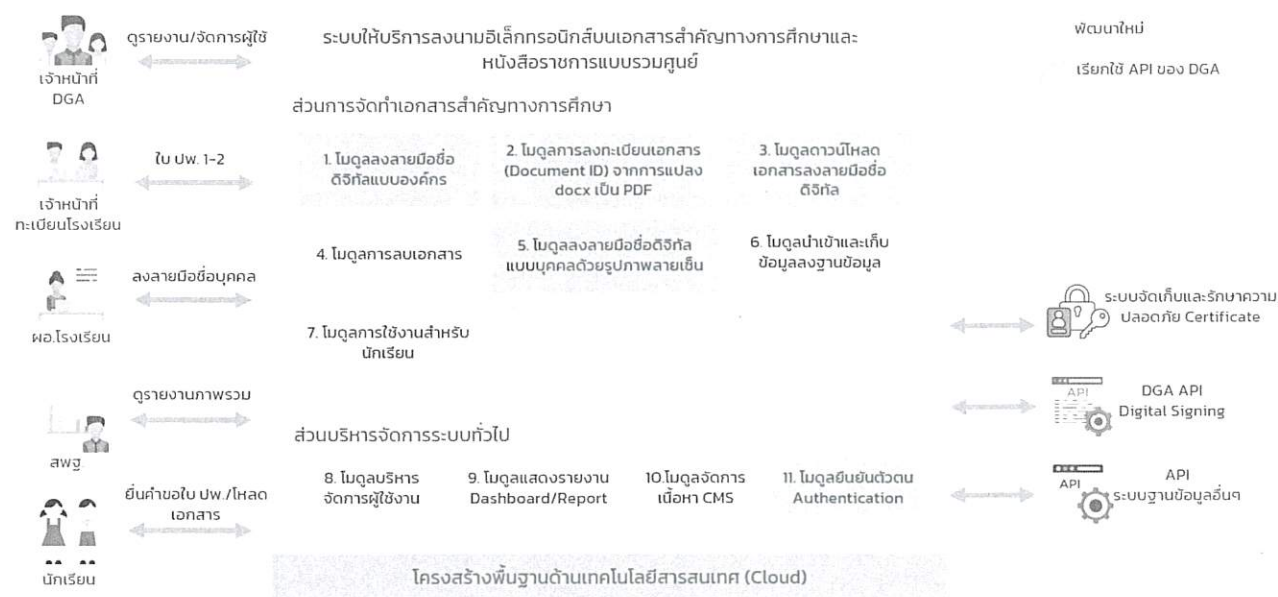 ดูรายงาน/จัดการผู้ใช้
เจ้าหน้าที่
DGA
ระบบให้บริการลงนามอิเล็กทรอนิกส์บนเอกสารสำคัญทางการศึกษาและ
หนังสือราชการแบบรวมศูนย์
พัฒนาใหม่
เรียกใช้ API ของ DGA
ส่วนการจัดทำเอกสารสำคัญทางการศึกษา
ใบ ปพ. 1-2
เจ้าหน้าที่
ทะเบียนโรงเรียน
1. โมดูลลงลายมือชื่อ
ดิจิทัลแบบองค์กร
2. โมดูลการลงทะเบียนเอกสาร
(Document ID) จากการแปลง
docx เป็น PDF
3. โมดูลดาวน์โหลด
เอกสารลงลายมือชื่อ
ดิจิทัล
4. โมดูลการลบเอกสาร
5. โมดูลลงลายมือชื่อดิจิทัล
แบบบุคคลด้วยรูปภาพลายเซ็น
6. โมดูลนำเข้าและเก็บ
ข้อมูลลงฐานข้อมูล
ลงลายมือชื่อบุคคล
ผอ.โรงเรียน
7. โมดูลการใช้งานสำหรับ
นักเรียน
ระบบจัดเก็บและรักษาความ
ปลอดภัย Certificate
ดูรายงานภาพรวม
สพฐ.
API
DGA API
Digital Signing
ส่วนบริหารจัดการระบบทั่วไป
8. โมดูลบริหาร
จัดการผู้ใช้งาน
9. โมดูลแสดงรายงาน
Dashboard/Report
10.โมดูลจัดการ
เนื้อหา CMS
11. โมดูลยืนยันตัวตน
Authentication
ยื่นคำขอใบ ปพ./โหลด
เอกสาร
นักเรียน
API
API
ระบบฐานข้อมูลอื่นๆ
โครงสร้างพื้นฐานด้านเทคโนโลยีสารสนเทศ (Cloud)